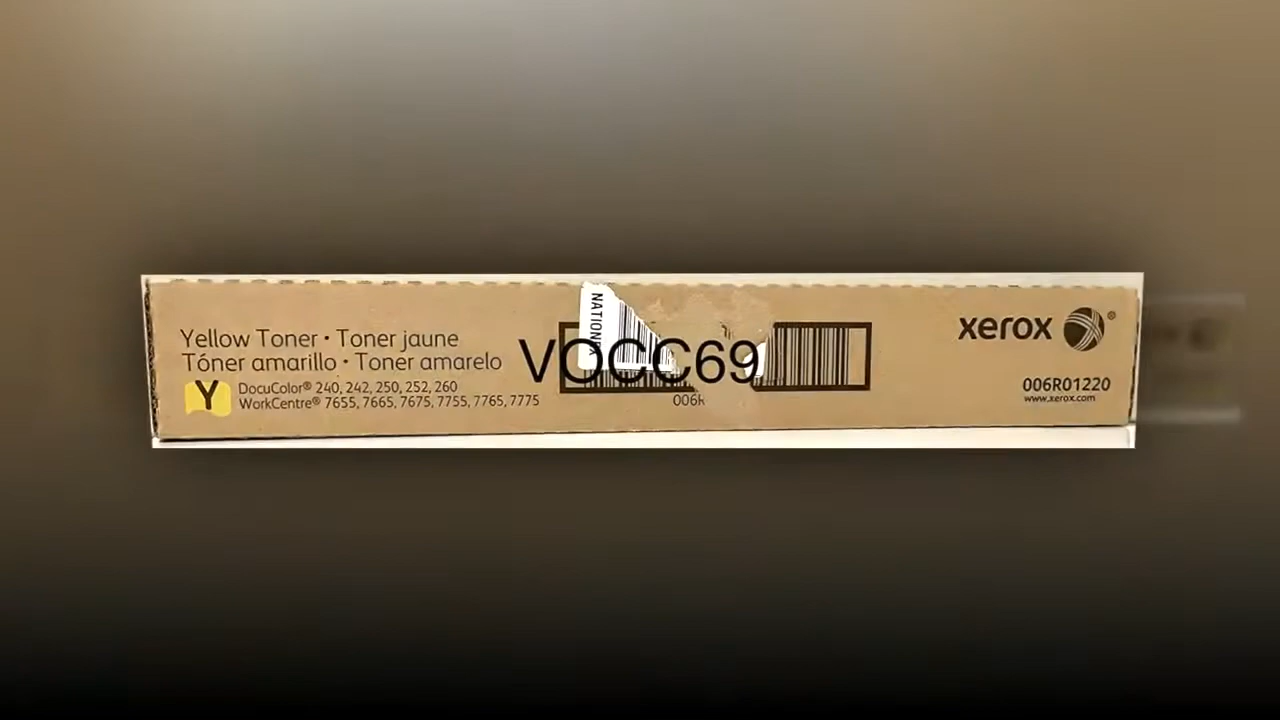 Yellow Toner • Toner jaune
Tóner amarillo • Toner amarelo
Y
DocuColor® 240, 242, 250, 252, 260
WorkCentre® 7655, 7665, 7675, 7755, 7765, 7775
VOCC69
xerox®
006R01220
www.xerox.com